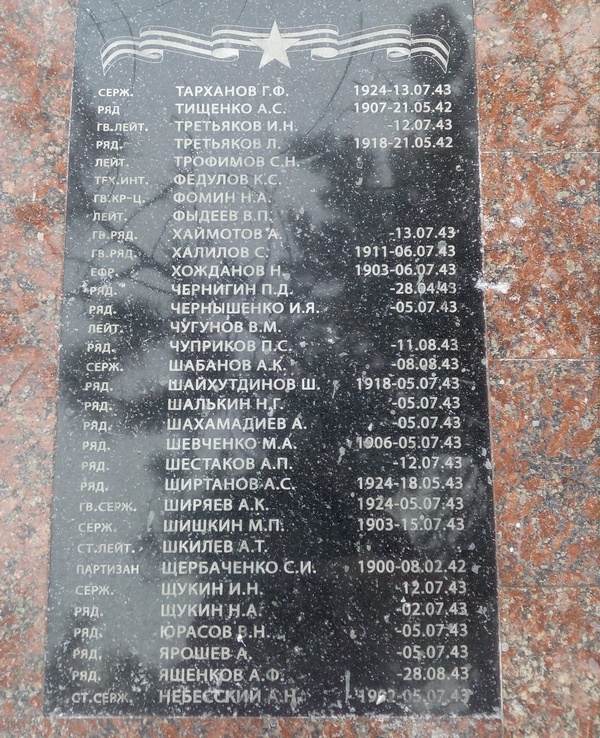 СЕРЖ. ТАРХАНОВ Г.Ф. 1924-13.07.43
РЯД ТИЩЕНКО А.С. 1907-21.05.42
ГВ.ЛЕЙТ. ТРЕТЬЯКОВ И.Н. -12.07.43
РЯД. ТРЕТЬЯКОВ Л. 1918-21.05.42
ЛЕЙТ. ТРОФИМОВ С.Н.
ТЕХ.ИНТ. ФЕДУЛОВ К.С.
ГВ.КР-Ц. ФОМИН Н.А.
ЛЕЙТ. ФЫДЕЕВ В.П.
ГВ.РЯД. ХАЙМОТОВ А. -13.07.43
ГВ.РЯД. ХАЛИЛОВ С. 1911-06.07.43
ЕФР. ХОЖДАНОВ Н. 1903-06.07.43
РЯД. ЧЕРНИГИН П.Д. -28.04.43
РЯД. ЧЕРНЫШЕНКО И.Я. -05.07.43
ЛЕЙТ. ЧУГУНОВ В.М.
РЯД. ЧУПРИКОВ П.С. -11.08.43
СЕРЖ. ШАБАНОВ А.К. -08.08.43
РЯД. ШАЙХУТДИНОВ Ш. 1918-05.07.43
РЯД. ШАЛЬКИН Н.Г. -05.07.43
РЯД. ШАХАМАДИЕВ А. -05.07.43
РЯД. ШЕВЧЕНКО М.А. 1906-05.07.43
РЯД. ШЕСТАКОВ А.П. -12.07.43
РЯД. ШИРТАНОВ А.С. 1924-18.05.43
ГВ.СЕРЖ. ШИРЯЕВ А.К. 1924-05.07.43
СЕРЖ. ШИШКИН М.П. 1903-15.07.43
СТ.ЛЕЙТ. ШКИЛЕВ А.Т.
ПАРТИЗАН ЩЕРБАЧЕНКО С.И. 1900-08.02.42
СЕРЖ. ЩУКИН И.Н. -12.07.43
РЯД. ЩУКИН Н.А. -02.07.43
РЯД. ЮРАСОВ В.Н. -05.07.43
РЯД. ЯРОШЕВ А. -05.07.43
РЯД. ЯЩЕНКОВ А.Ф. -28.08.43
СТ.СЕРЖ. НЕБЕССКИЙ А.Н. 1902-05.07.43